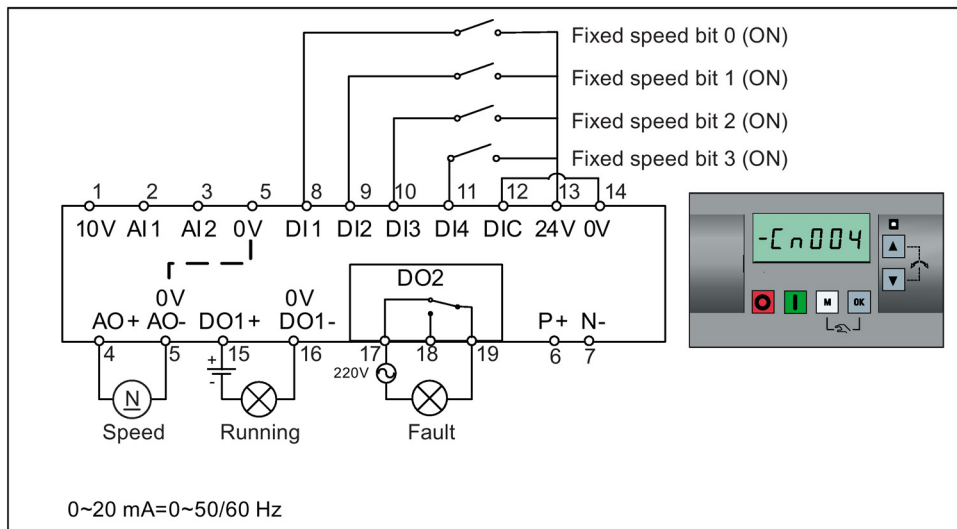 Fixed speed bit 0 (ON)
Fixed speed bit 1 (ON)
Fixed speed bit 2 (ON)
Fixed speed bit 3 (ON)
1 2 3 5 8 9 10 11 12 13 14
10V AI1 AI2 0V DI1 DI2 DI3 DI4 DIC 24V 0V
-Cn004
M OK
DO2
0V 0V
AO+ AO- DO1+ DO1- P+ N-
4 5 15 16 17 18 19 6 7
+
-
220V
N
Speed Running Fault
0~20 mA=0~50/60 Hz